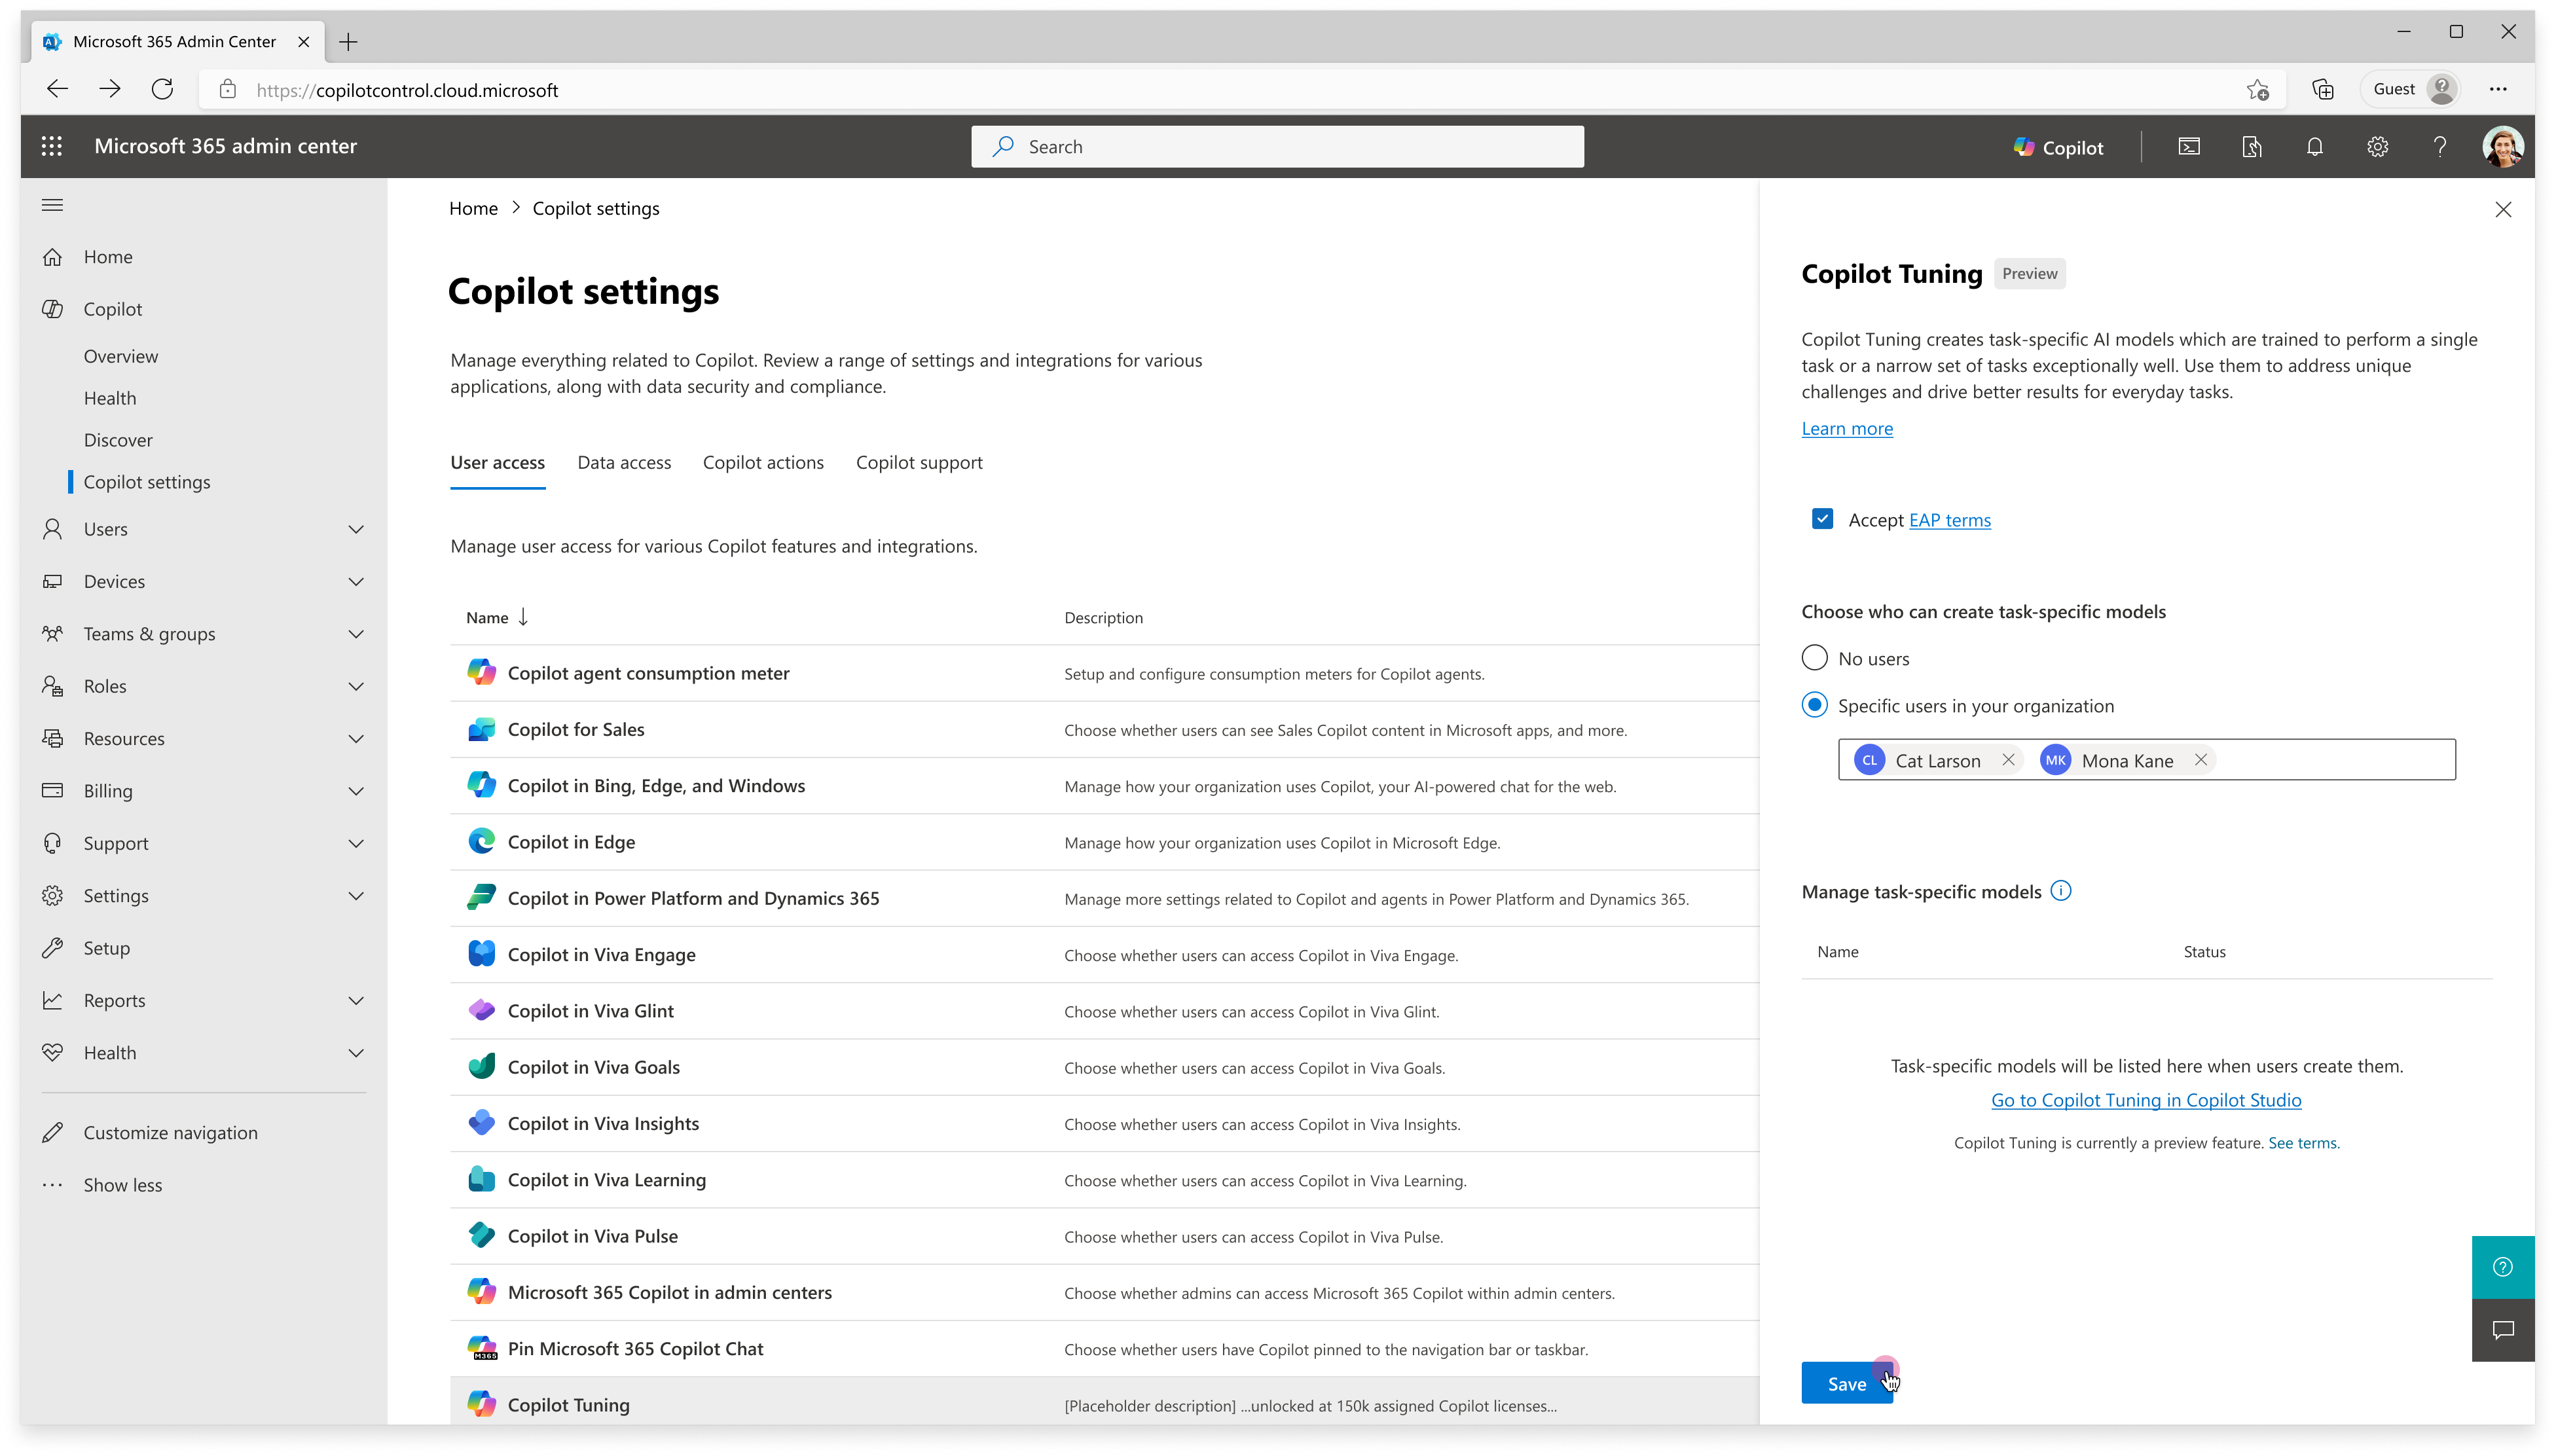 Microsoft 365 Admin Center
https://copilotcontrol.cloud.microsoft
Guest
Microsoft 365 admin center
Search
Copilot
Home
Copilot
Overview
Health
Discover
Copilot settings
Users
Devices
Teams & groups
Roles
Resources
Billing
Support
Settings
Setup
Reports
Health
Customize navigation
Show less
Home > Copilot settings
Copilot settings
Manage everything related to Copilot. Review a range of settings and integrations for various
applications, along with data security and compliance.
User access Data access Copilot actions Copilot support
Manage user access for various Copilot features and integrations.
Name Description
Copilot agent consumption meter Setup and configure consumption meters for Copilot agents.
Copilot for Sales Choose whether users can see Sales Copilot content in Microsoft apps, and more.
Copilot in Bing, Edge, and Windows Manage how your organization uses Copilot, your AI-powered chat for the web.
Copilot in Edge Manage how your organization uses Copilot in Microsoft Edge.
Copilot in Power Platform and Dynamics 365 Manage more settings related to Copilot and agents in Power Platform and Dynamics 365.
Copilot in Viva Engage Choose whether users can access Copilot in Viva Engage.
Copilot in Viva Glint Choose whether users can access Copilot in Viva Glint.
Copilot in Viva Goals Choose whether users can access Copilot in Viva Goals.
Copilot in Viva Insights Choose whether users can access Copilot in Viva Insights.
Copilot in Viva Learning Choose whether users can access Copilot in Viva Learning.
Copilot in Viva Pulse Choose whether users can access Copilot in Viva Pulse.
Microsoft 365 Copilot in admin centers Choose whether admins can access Microsoft 365 Copilot within admin centers.
M365 Pin Microsoft 365 Copilot Chat Choose whether users have Copilot pinned to the navigation bar or taskbar.
Copilot Tuning [Placeholder description] ...unlocked at 150k assigned Copilot licenses...
Copilot Tuning Preview
Copilot Tuning creates task-specific AI models which are trained to perform a single
task or a narrow set of tasks exceptionally well. Use them to address unique
challenges and drive better results for everyday tasks.
Learn more
Accept EAP terms
Choose who can create task-specific models
No users
Specific users in your organization
CL Cat Larson MK Mona Kane
Manage task-specific models
Name Status
Task-specific models will be listed here when users create them.
Go to Copilot Tuning in Copilot Studio
Copilot Tuning is currently a preview feature. See terms.
Save